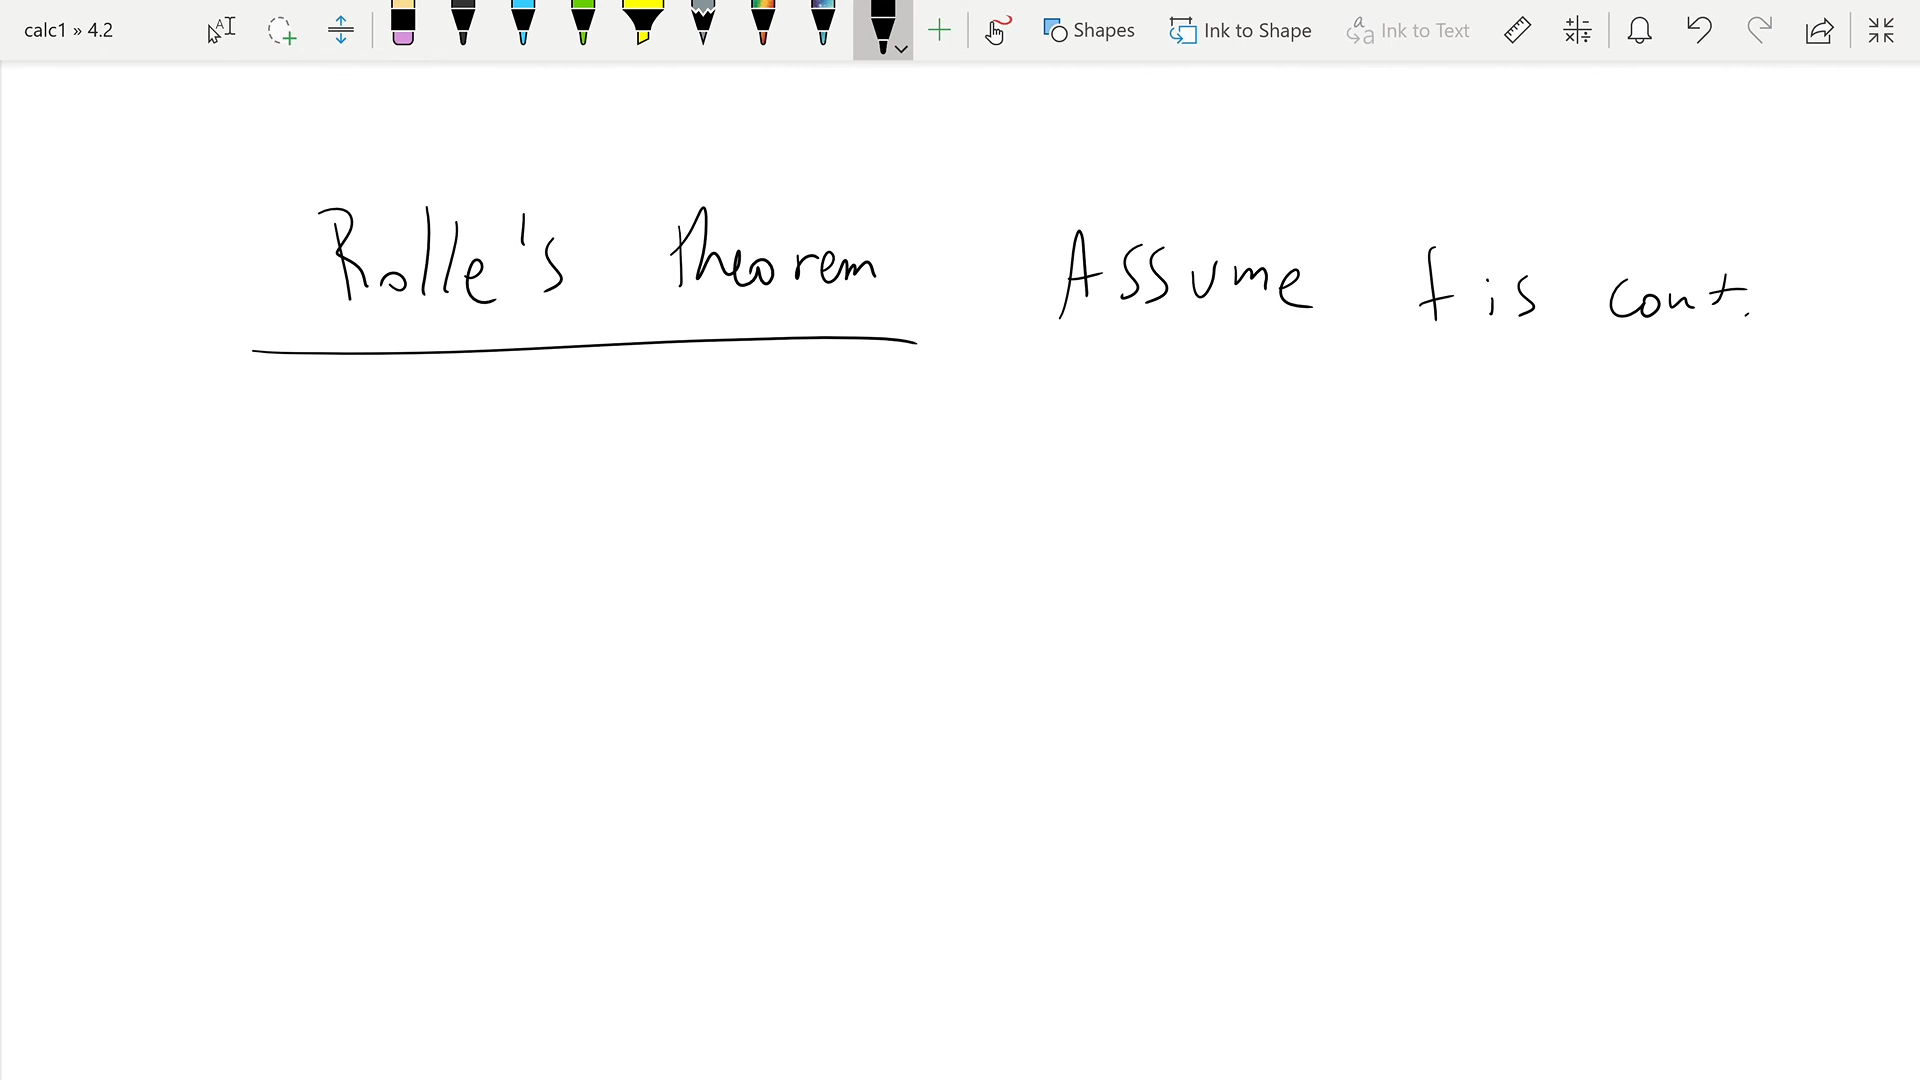 calc1 » 4.2 Shapes Ink to Shape Ink to Text
Rolle's theorem Assume f is cont.